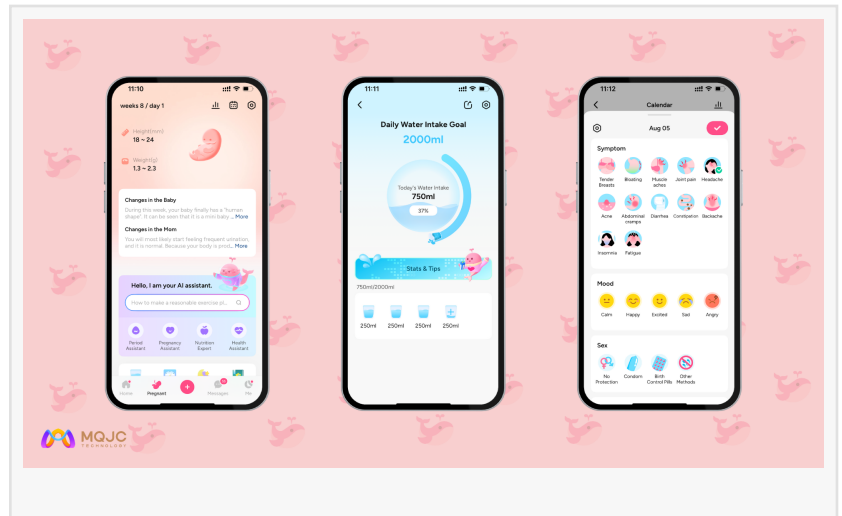 11:10
weeks 8 / day 1
Height(mm)
18 ~ 24
Weight(g)
1.3 ~ 2.3
Changes in the Baby
During this week, your baby finally has a "human
shape". It can be seen that it is a mini baby ... More
Changes in the Mom
You will most likely start feeling frequent urination,
and it is normal. Because your body is prod... More
Hello, I am your AI assistant.
How to make a reasonable exercise pl...
Period
Assistant
Pregnancy
Assistant
Nutrition
Expert
Health
Assistant
Home
Pregnant
Messages
Me
11:11
Daily Water Intake Goal
2000ml
Today's Water Intake
750ml
37%
Stats & Tips
750ml/2000ml
250ml 250ml 250ml 250ml
11:12
Calendar
Aug 05
Symptom
Tender
Breasts
Bloating
Muscle
aches
Joint pain
Headache
Acne
Abdominal
cramps
Diarrhea
Constipation
Backache
Insomnia
Fatigue
Mood
Calm Happy Excited Sad Angry
Sex
No
Protection
Condom
Birth
Control Pills
Other
Methods
MQJC
TECHNOLOGY